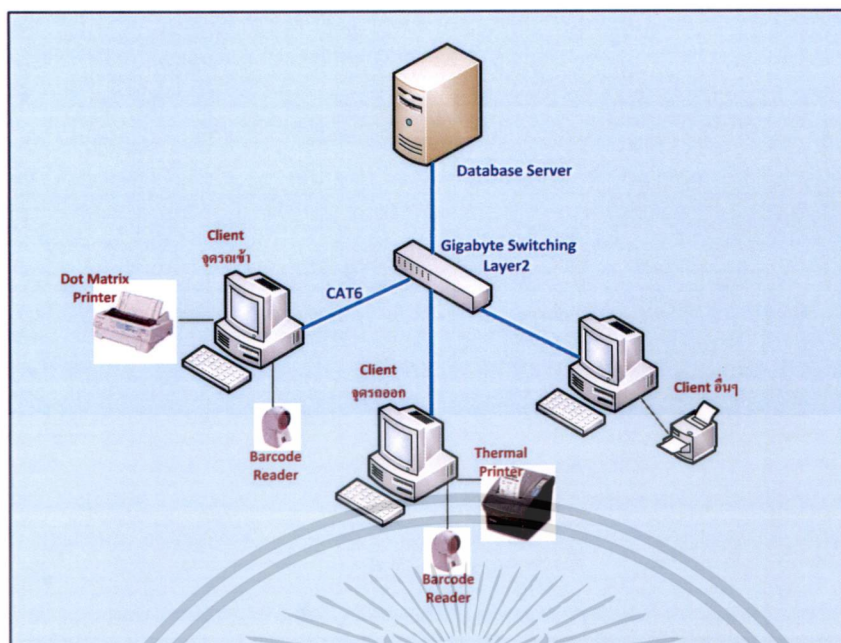 Database Server
Gigabyte Switching
Layer2
Client
จุดรถเข้า
Dot Matrix
Printer
CAT6
Client
จุดรถออก
Client อื่นๆ
Barcode
Reader
Thermal
Printer
Barcode
Reader